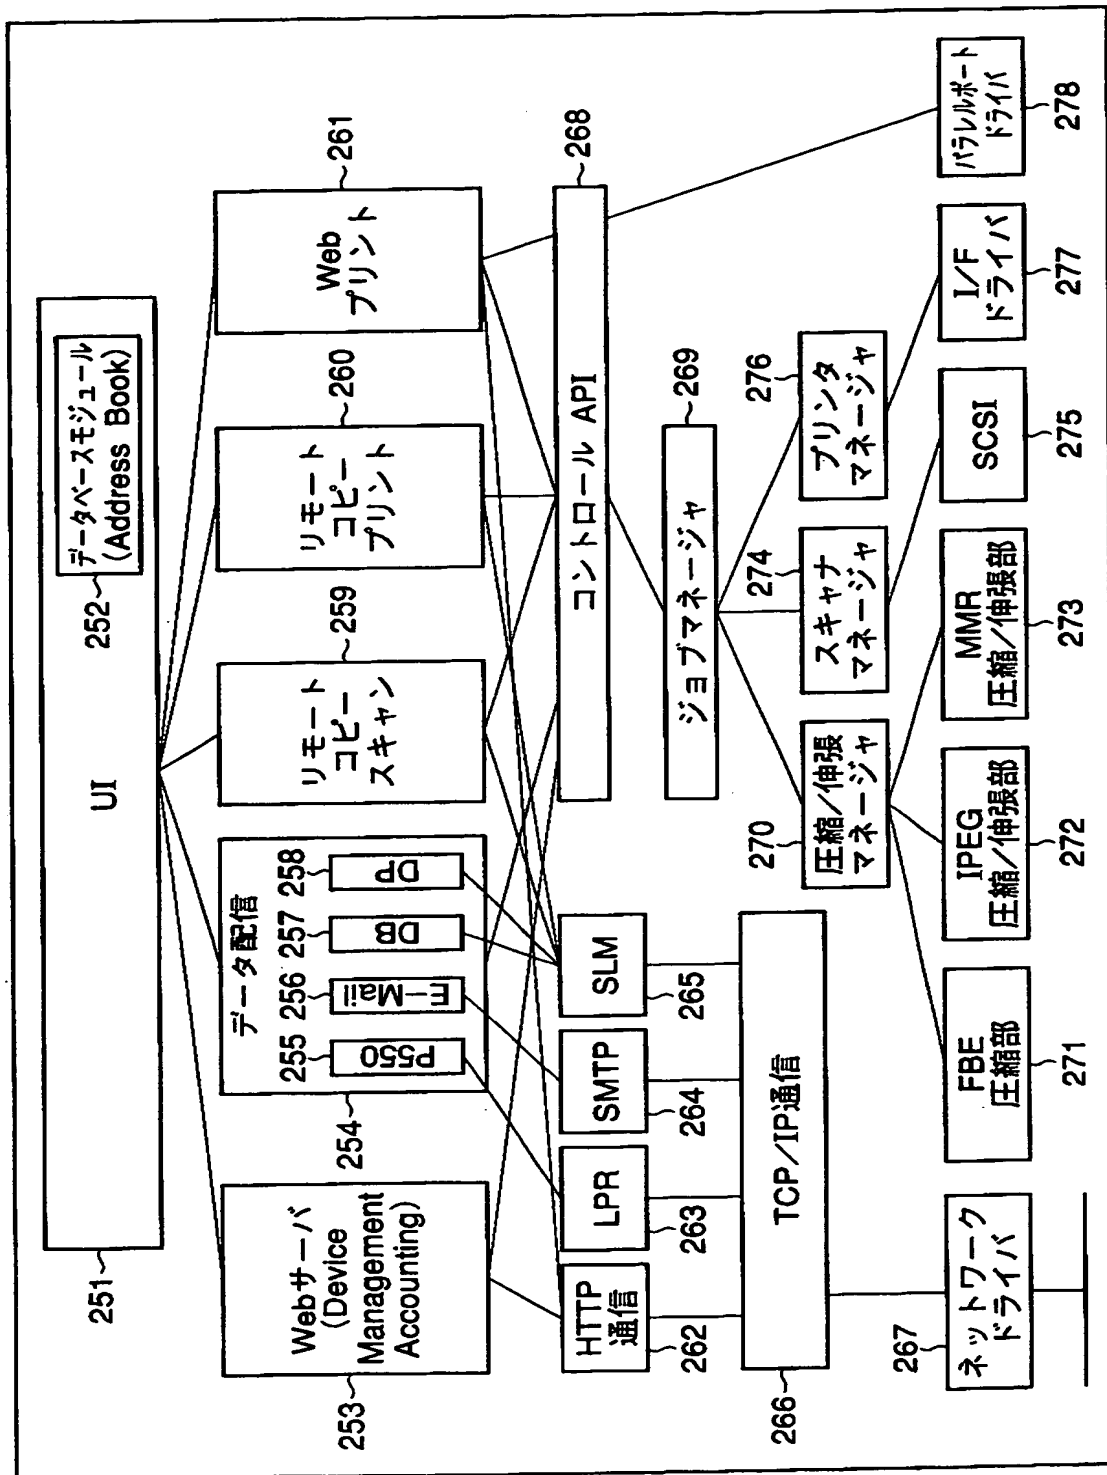 UI
251
データベースモジュール
(Address Book)
252
Webサーバ
(Device
Management
Accounting)
253
データ配信
254
P550
255
E-Mail
256
DB
257
DP
258
リモート
コピー
スキャン
259
リモート
コピー
プリント
260
Web
プリント
261
HTTP
通信
262
LPR
263
SMTP
264
SLM
265
コントロール API
268
TCP/IP通信
266
ジョブマネージャ
269
圧縮/伸張
マネージャ
270
スキャナ
マネージャ
274
プリンタ
マネージャ
276
ネットワーク
ドライバ
267
FBE
圧縮部
271
IPEG
圧縮/伸張部
272
MMR
圧縮/伸張部
273
SCSI
275
I/F
ドライバ
277
パラレルポート
ドライバ
278